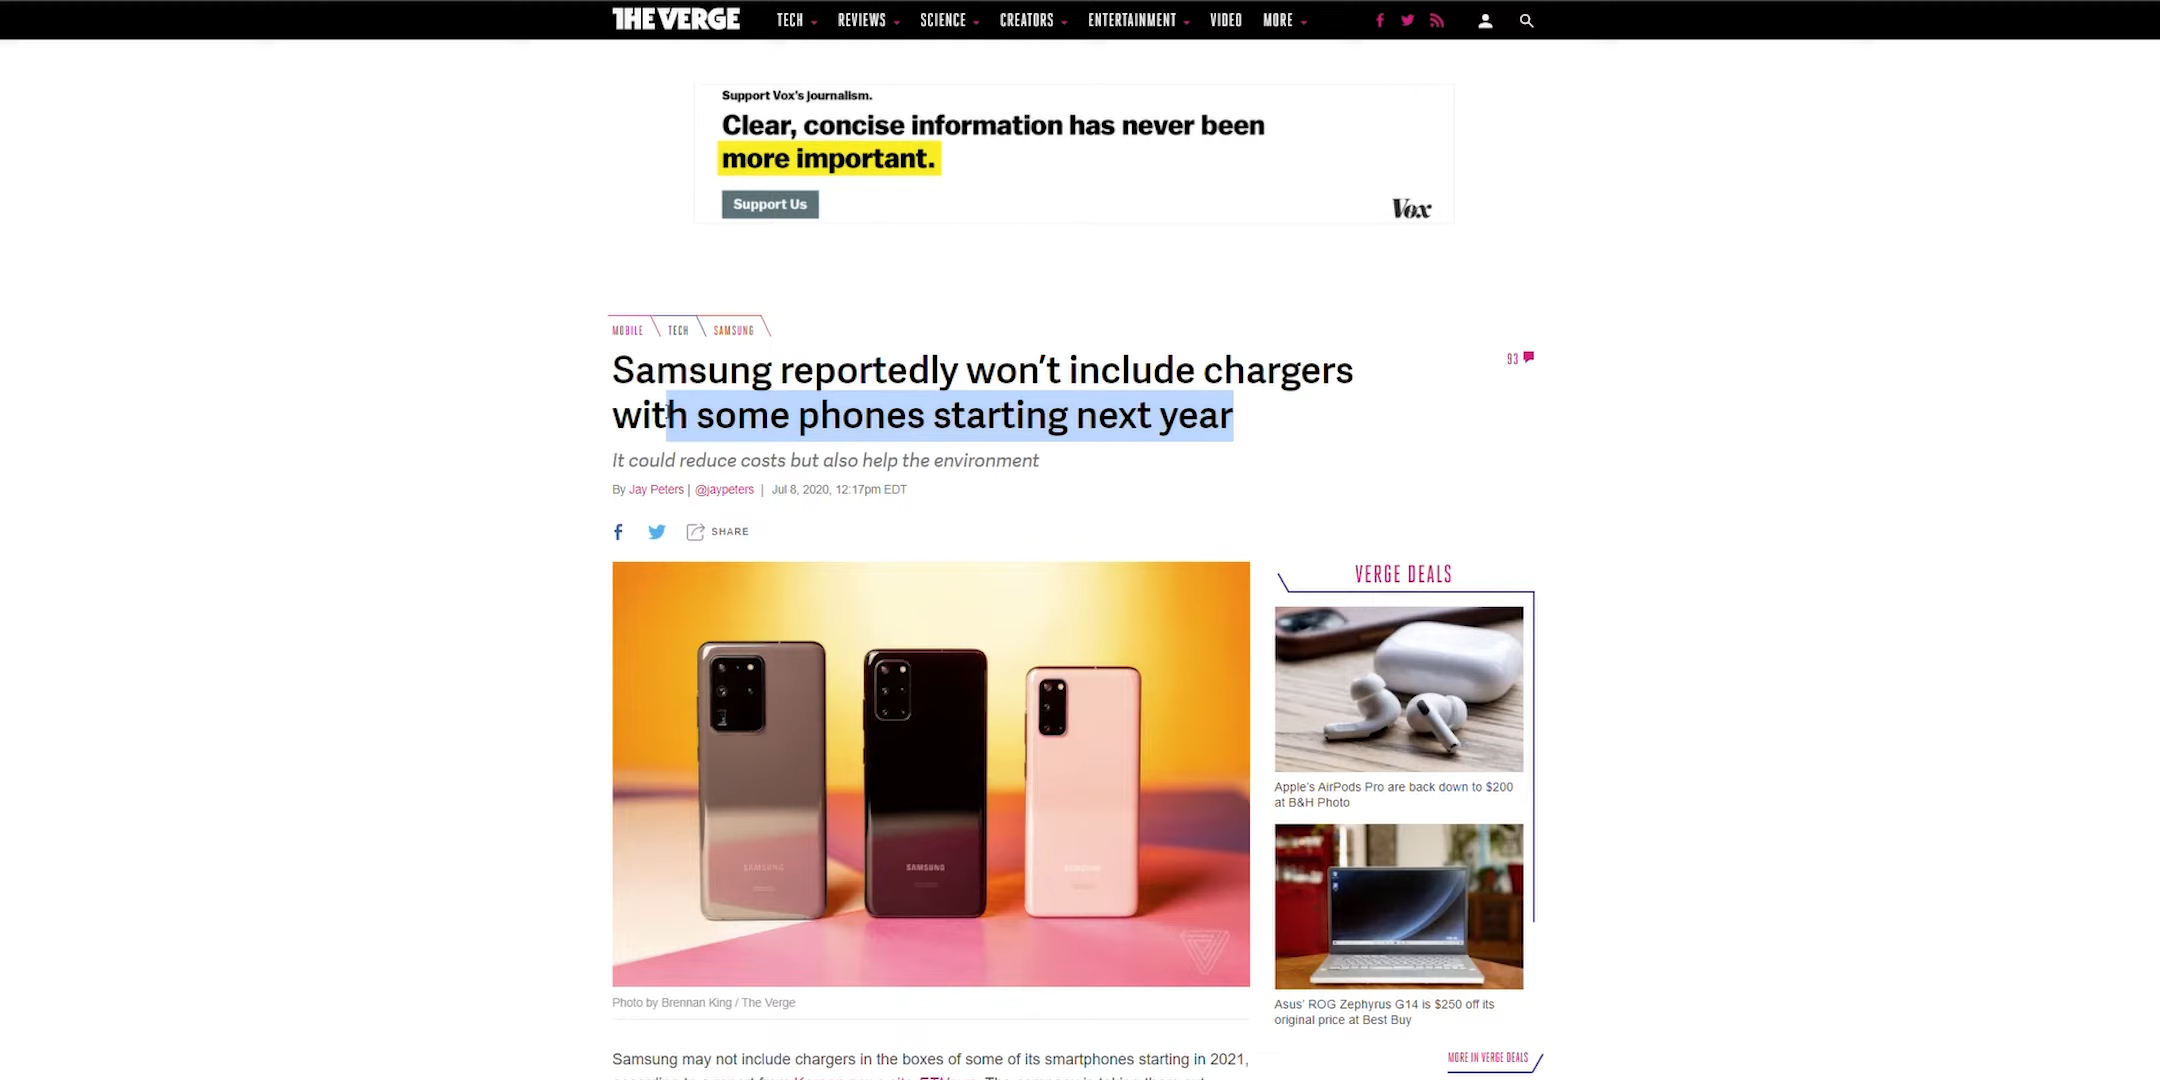 THE VERGE
TECH REVIEWS SCIENCE CREATORS ENTERTAINMENT VIDEO MORE
Support Vox's journalism.
Clear, concise information has never been
more important.
Support Us
Vox
MOBILE TECH SAMSUNG
Samsung reportedly won't include chargers
with some phones starting next year
93
It could reduce costs but also help the environment
By Jay Peters | @jaypeters | Jul 8, 2020, 12:17pm EDT
SHARE
SAMSUNG
SAMSUNG
SAMSUNG
Photo by Brennan King / The Verge
VERGE DEALS
Apple's AirPods Pro are back down to $200
at B&H Photo
Asus' ROG Zephyrus G14 is $250 off its
original price at Best Buy
MORE IN VERGE DEALS
Samsung may not include chargers in the boxes of some of its smartphones starting in 2021,